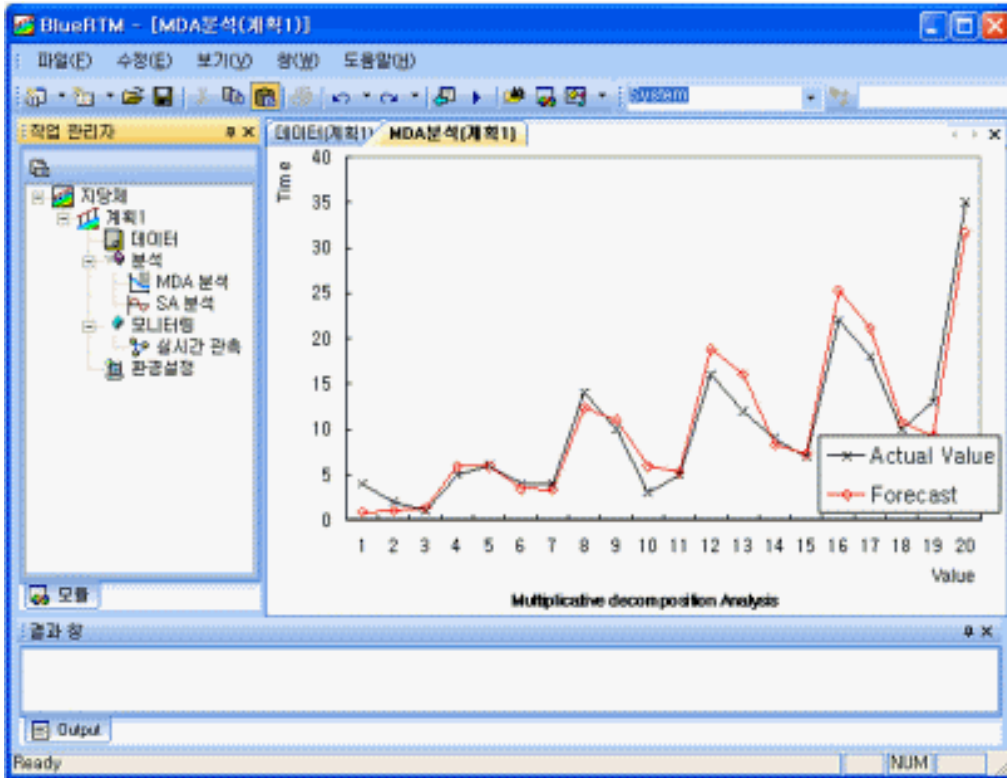 BlueRTM - [MDA분석(계획1)]
파일(F) 수정(E) 보기(V) 창(W) 도움말(H)
system
작업 관리자
지당체
계획1
데이터
분석
MDA 분석
SA 분석
모니터링
실시간 관측
환경설정
모듈
데이터(계획1) MDA분석(계획1)
Time
40
35
30
25
20
15
10
5
0
1 2 3 4 5 6 7 8 9 10 11 12 13 14 15 16 17 18 19 20
Value
Actual Value
Forecast
Multiplicative decomposition Analysis
결과 창
Output
Ready
NUM